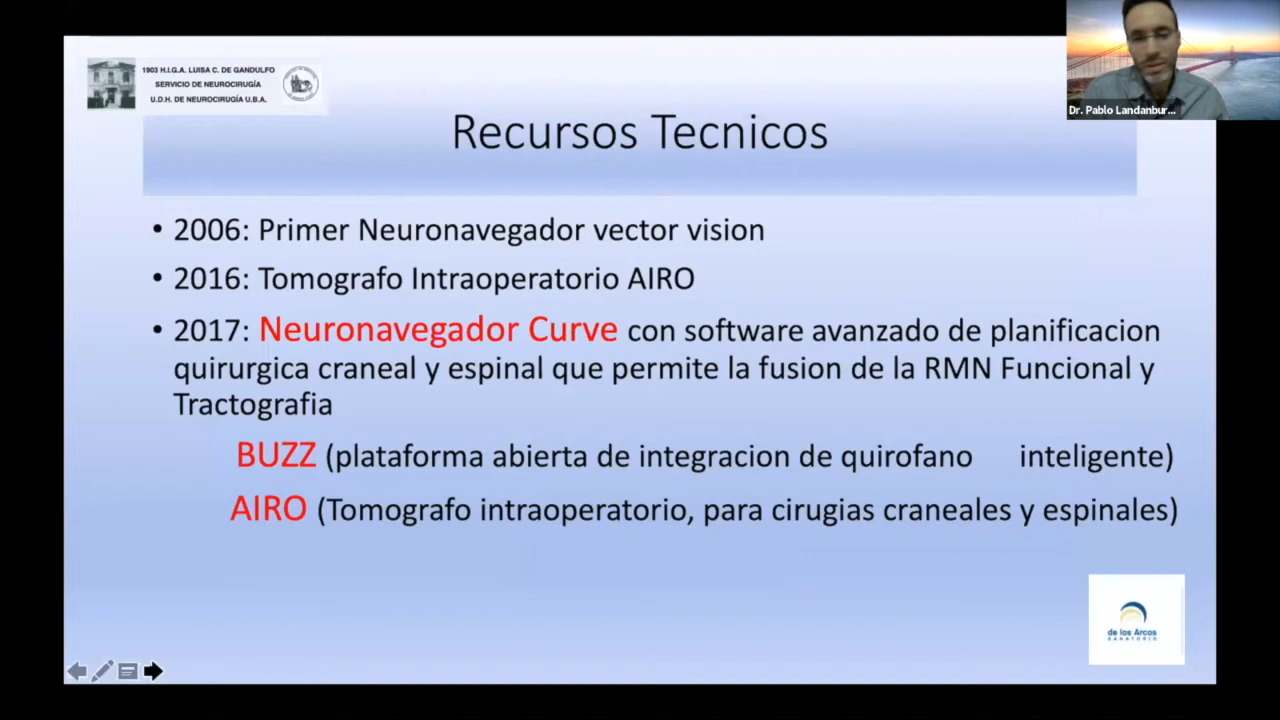 1903 H.I.G.A. LUISA C. DE GANDULFO
SERVICIO DE NEUROCIRUGÍA
U.D.H. DE NEUROCIRUGÍA U.B.A.
Dr. Pablo Landanbur...
Recursos Tecnicos
• 2006: Primer Neuronavegador vector vision
• 2016: Tomografo Intraoperatorio AIRO
• 2017: Neuronavegador Curve con software avanzado de planificacion
quirurgica craneal y espinal que permite la fusion de la RMN Funcional y
Tractografia
BUZZ (plataforma abierta de integracion de quirofano inteligente)
AIRO (Tomografo intraoperatorio, para cirugias craneales y espinales)
de los Arcos
SANATORIO